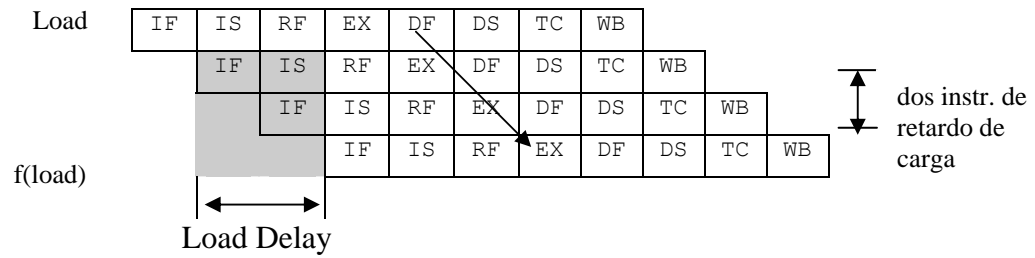 Load IF IS RF EX DF DS TC WB
IF IS RF EX DF DS TC WB
IF IS RF EX DF DS TC WB
f(load) IF IS RF EX DF DS TC WB
dos instr. de
retardo de
carga
Load Delay